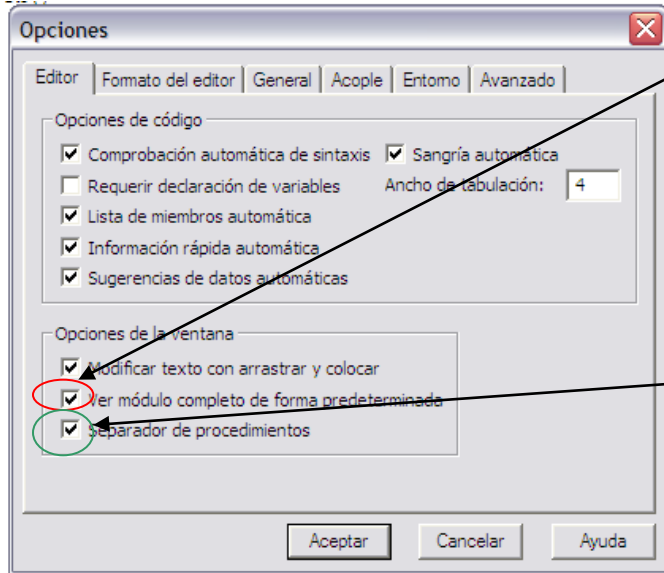 Opciones
Editor Formato del editor General Acople Entorno Avanzado
Opciones de código
Comprobación automática de sintaxis Sangría automática
Requerir declaración de variables Ancho de tabulación: 4
Lista de miembros automática
Información rápida automática
Sugerencias de datos automáticas
Opciones de la ventana
Modificar texto con arrastrar y colocar
Ver módulo completo de forma predeterminada
Separador de procedimientos
Aceptar Cancelar Ayuda